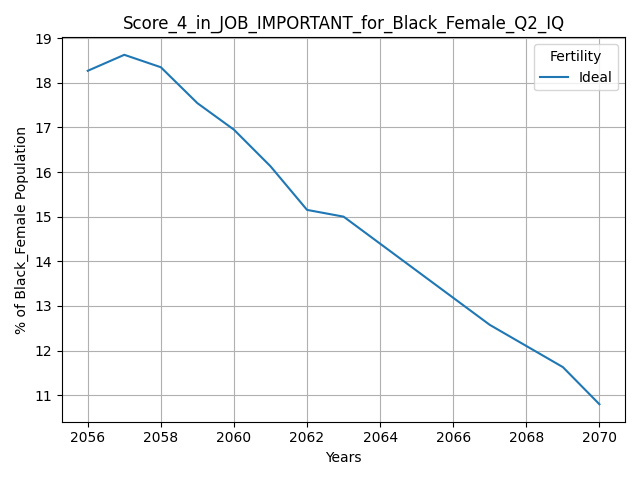 Score_4_in_JOB_IMPORTANT_for_Black_Female_Q2_IQ
Fertility
Ideal
% of Black_Female Population
19
18
17
16
15
14
13
12
11
2056 2058 2060 2062 2064 2066 2068 2070
Years